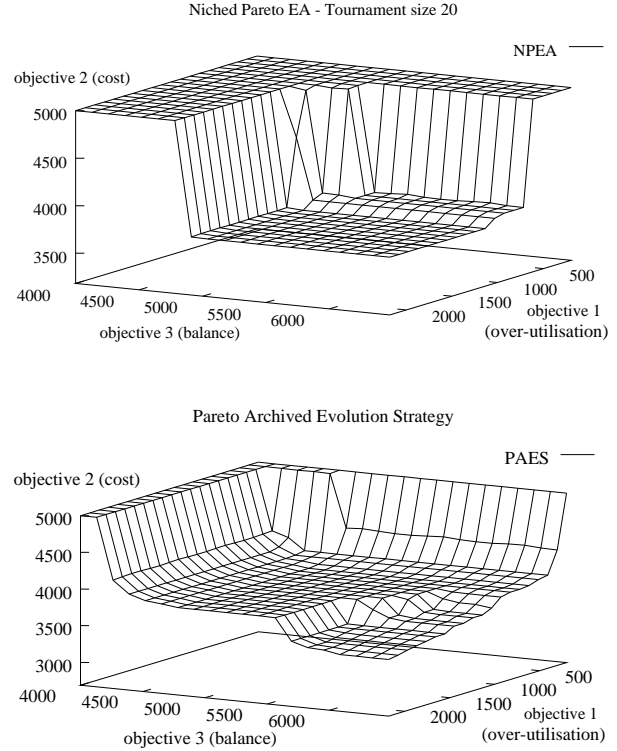 Niched Pareto EA - Tournament size 20
NPEA
objective 2 (cost)
5000
4500
4000
3500
4000
4500
5000
5500
6000
objective 3 (balance)
2000
1500
1000
500
objective 1
(over-utilisation)
Pareto Archived Evolution Strategy
PAES
objective 2 (cost)
5000
4500
4000
3500
3000
4000
4500
5000
5500
6000
objective 3 (balance)
2000
1500
1000
500
objective 1
(over-utilisation)